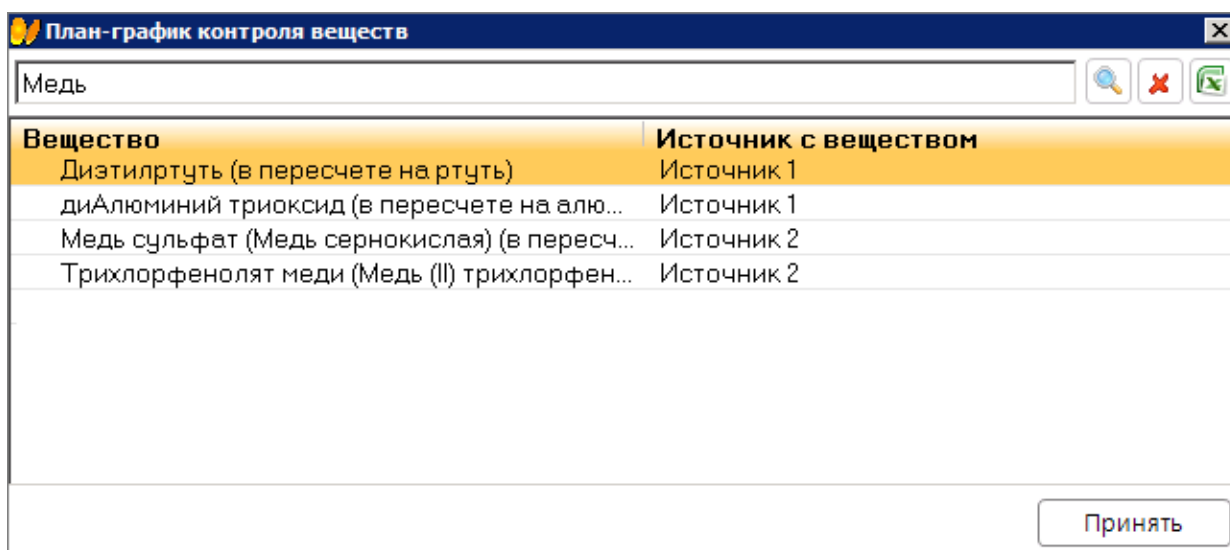 План-график контроля веществ
Медь
Вещество Источник с веществом
Диэтилртуть (в пересчете на ртуть) Источник 1
диАлюминий триоксид (в пересчете на алю... Источник 1
Медь сульфат (Медь сернокислая) (в пересч... Источник 2
Трихлорфенолят меди (Медь (II) трихлорфен... Источник 2
Принять